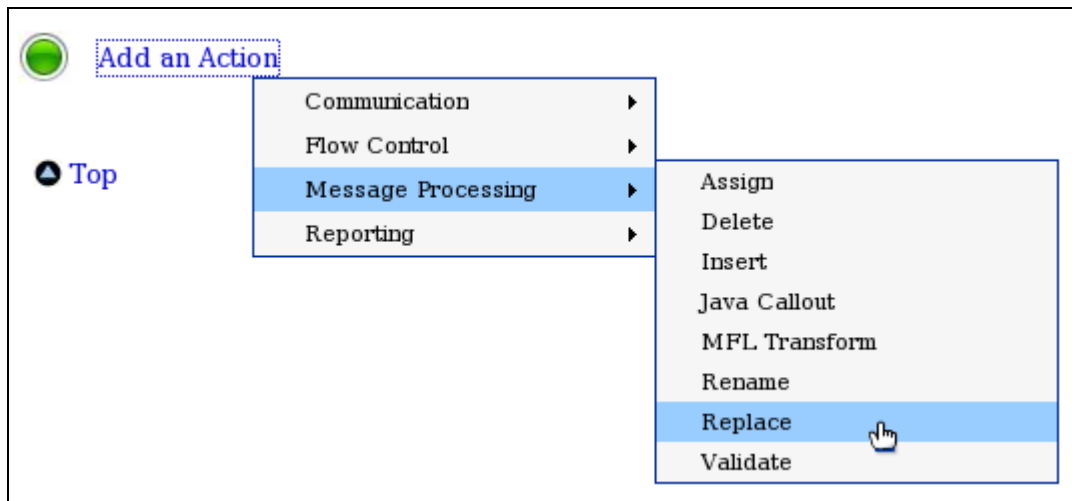 Add an Action
Communication
Flow Control
Top
Message Processing
Reporting
Assign
Delete
Insert
Java Callout
MFL Transform
Rename
Replace
Validate